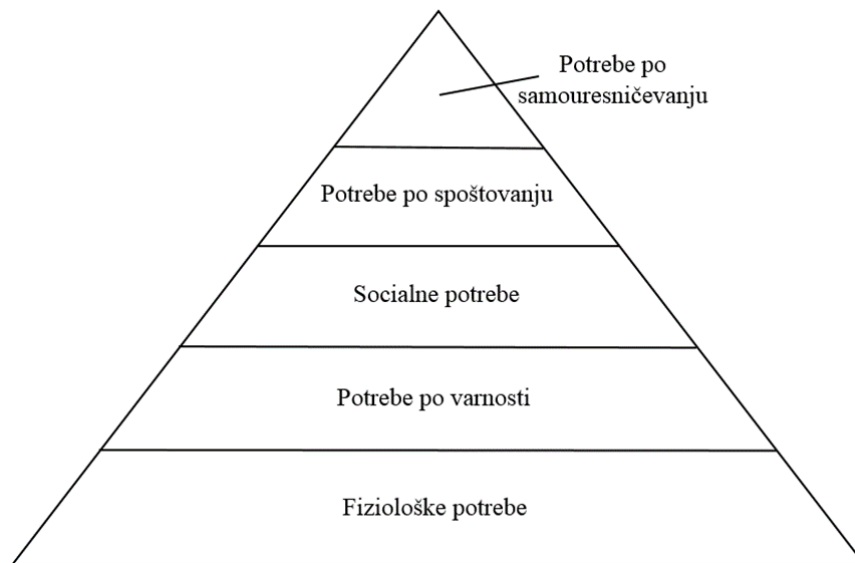 Potrebe po
samouresničevanju
Potrebe po spoštovanju
Socialne potrebe
Potrebe po varnosti
Fiziološke potrebe